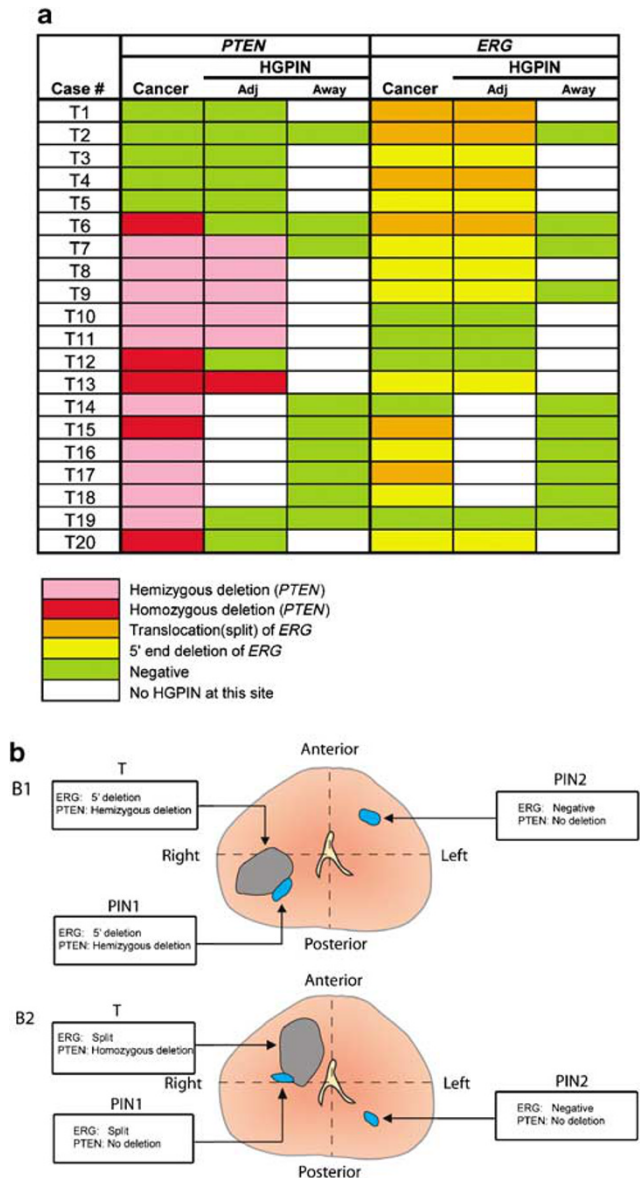 a
PTEN ERG
HGPIN HGPIN
Case # Cancer Adj Away Cancer Adj Away
T1
T2
T3
T4
T5
T6
T7
T8
T9
T10
T11
T12
T13
T14
T15
T16
T17
T18
T19
T20
Hemizygous deletion (PTEN)
Homozygous deletion (PTEN)
Translocation(split) of ERG
5' end deletion of ERG
Negative
No HGPIN at this site
b
B1
T
ERG: 5' deletion
PTEN: Hemizygous deletion
Anterior
PIN2
ERG: Negative
PTEN: No deletion
Right
Left
PIN1
ERG: 5' deletion
PTEN: Hemizygous deletion
Posterior
B2
T
ERG: Split
PTEN: Homozygous deletion
Anterior
Right
Left
PIN1
ERG: Split
PTEN: No deletion
PIN2
ERG: Negative
PTEN: No deletion
Posterior